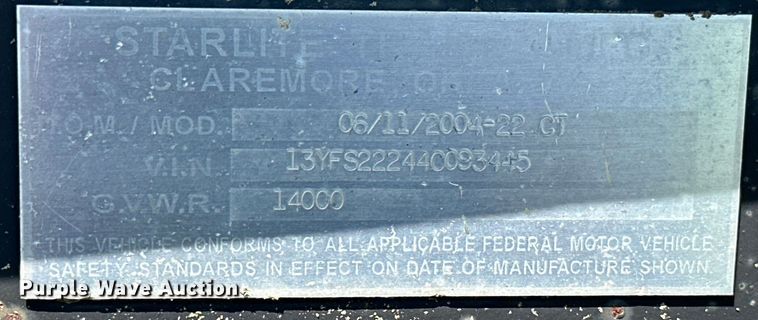 STARLITE
CLAREMORE, OK
D.O.M. / MOD. 06/11/2004-22 GT
V.I.N 13YFS222440093445
G.V.W.R. 14000
THIS VEHICLE CONFORMS TO ALL APPLICABLE FEDERAL MOTOR VEHICLE
SAFETY STANDARDS IN EFFECT ON DATE OF MANUFACTURE SHOWN.
Purple Wave Auction